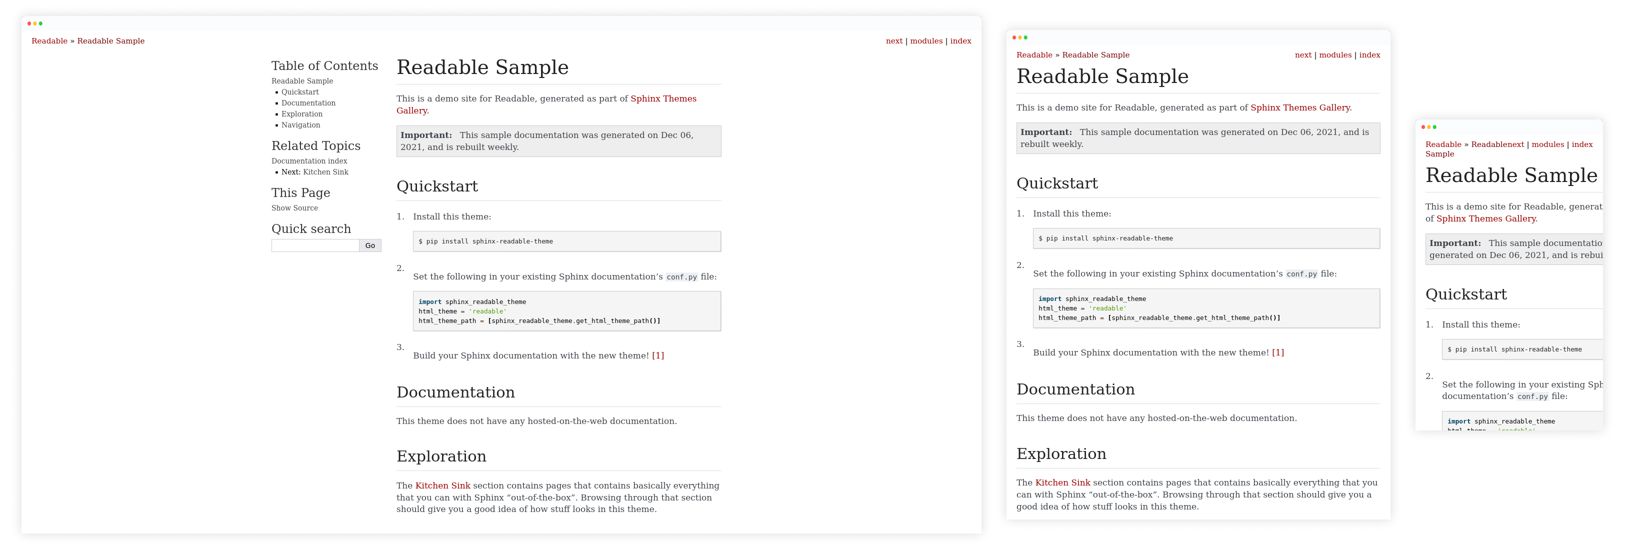 Readable » Readable Sample
next | modules | index
Table of Contents
Readable Sample
Quickstart
Documentation
Exploration
Navigation
Related Topics
Documentation index
Next: Kitchen Sink
This Page
Show Source
Quick search
Go
Readable Sample
This is a demo site for Readable, generated as part of Sphinx Themes
Gallery.
Important: This sample documentation was generated on Dec 06,
2021, and is rebuilt weekly.
Quickstart
1. Install this theme:
$ pip install sphinx-readable-theme
2.
Set the following in your existing Sphinx documentation’s conf.py file:
import sphinx_readable_theme
html_theme = 'readable'
html_theme_path = [sphinx_readable_theme.get_html_theme_path()]
3.
Build your Sphinx documentation with the new theme! [1]
Documentation
This theme does not have any hosted-on-the-web documentation.
Exploration
The Kitchen Sink section contains pages that contains basically everything
that you can with Sphinx “out-of-the-box”. Browsing through that section
should give you a good idea of how stuff looks in this theme.
Readable » Readable Sample
next | modules | index
Readable Sample
This is a demo site for Readable, generated as part of Sphinx Themes Gallery.
Important: This sample documentation was generated on Dec 06, 2021, and is
rebuilt weekly.
Quickstart
1. Install this theme:
$ pip install sphinx-readable-theme
2.
Set the following in your existing Sphinx documentation’s conf.py file:
import sphinx_readable_theme
html_theme = 'readable'
html_theme_path = [sphinx_readable_theme.get_html_theme_path()]
3.
Build your Sphinx documentation with the new theme! [1]
Documentation
This theme does not have any hosted-on-the-web documentation.
Exploration
The Kitchen Sink section contains pages that contains basically everything that you
can with Sphinx “out-of-the-box”. Browsing through that section should give you a
good idea of how stuff looks in this theme.
Readable » Readablenext | modules | index
Sample
Readable Sample
This is a demo site for Readable, generat
of Sphinx Themes Gallery.
Important: This sample documentatio
generated on Dec 06, 2021, and is rebui
Quickstart
1. Install this theme:
$ pip install sphinx-readable-theme
2.
Set the following in your existing Sph
documentation’s conf.py file:
import sphinx_readable_theme